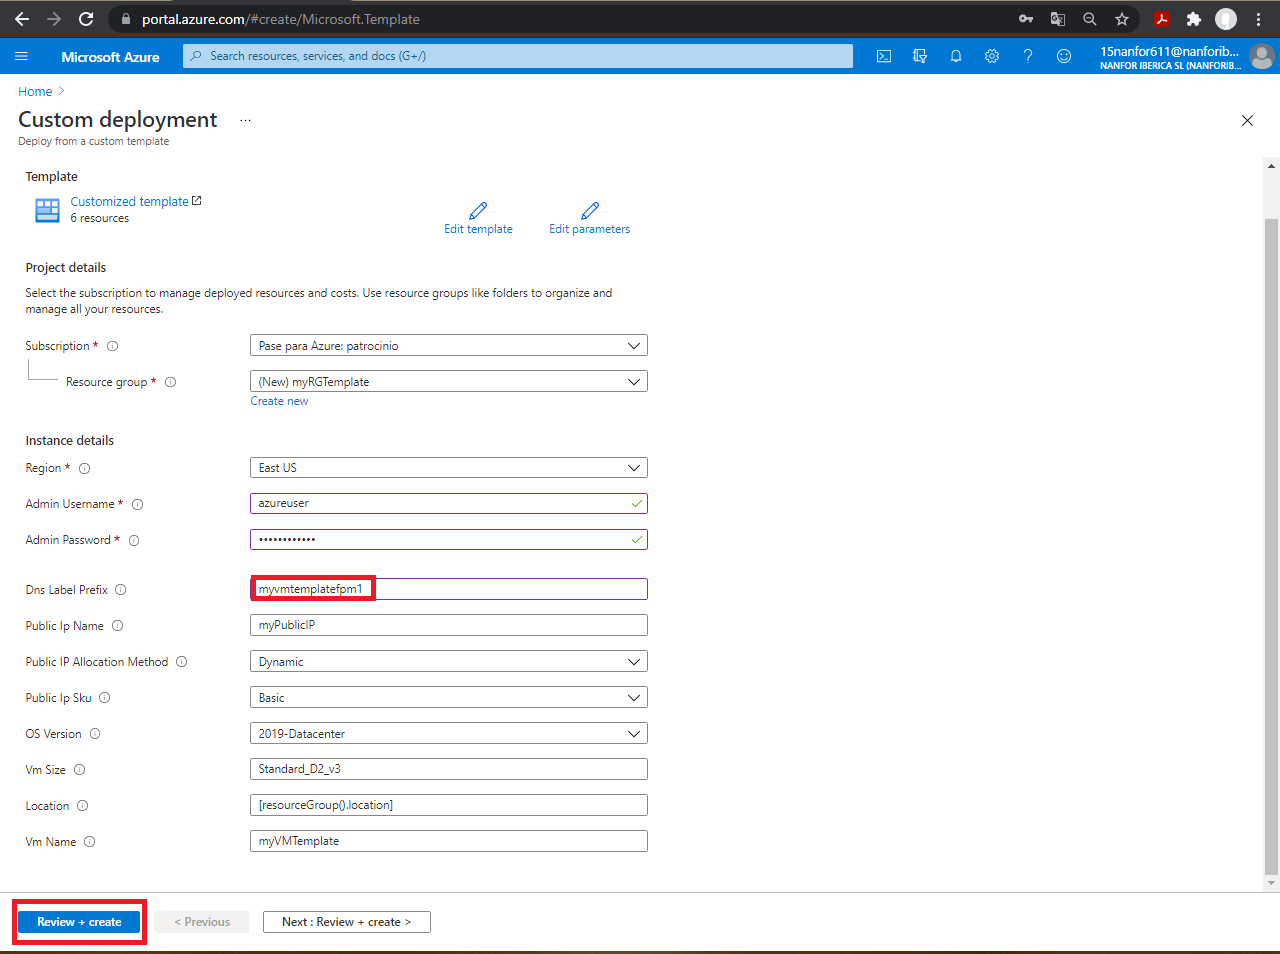 portal.azure.com/#create/Microsoft.Template
Microsoft Azure
Search resources, services, and docs (G+/)
15nanfor611@nanforib...
NANFOR IBERICA SL (NANFORIB...
Home
Custom deployment ...
Deploy from a custom template
Template
Customized template
6 resources
Edit template
Edit parameters
Project details
Select the subscription to manage deployed resources and costs. Use resource groups like folders to organize and
manage all your resources.
Subscription * Pase para Azure: patrocinio
Resource group * (New) myRGTemplate
Create new
Instance details
Region * East US
Admin Username * azureuser
Admin Password * ••••••••••••
Dns Label Prefix myvmtemplatefpm1
Public Ip Name myPublicIP
Public IP Allocation Method Dynamic
Public Ip Sku Basic
OS Version 2019-Datacenter
Vm Size Standard_D2_v3
Location [resourceGroup().location]
Vm Name myVMTemplate
Review + create
< Previous
Next : Review + create >